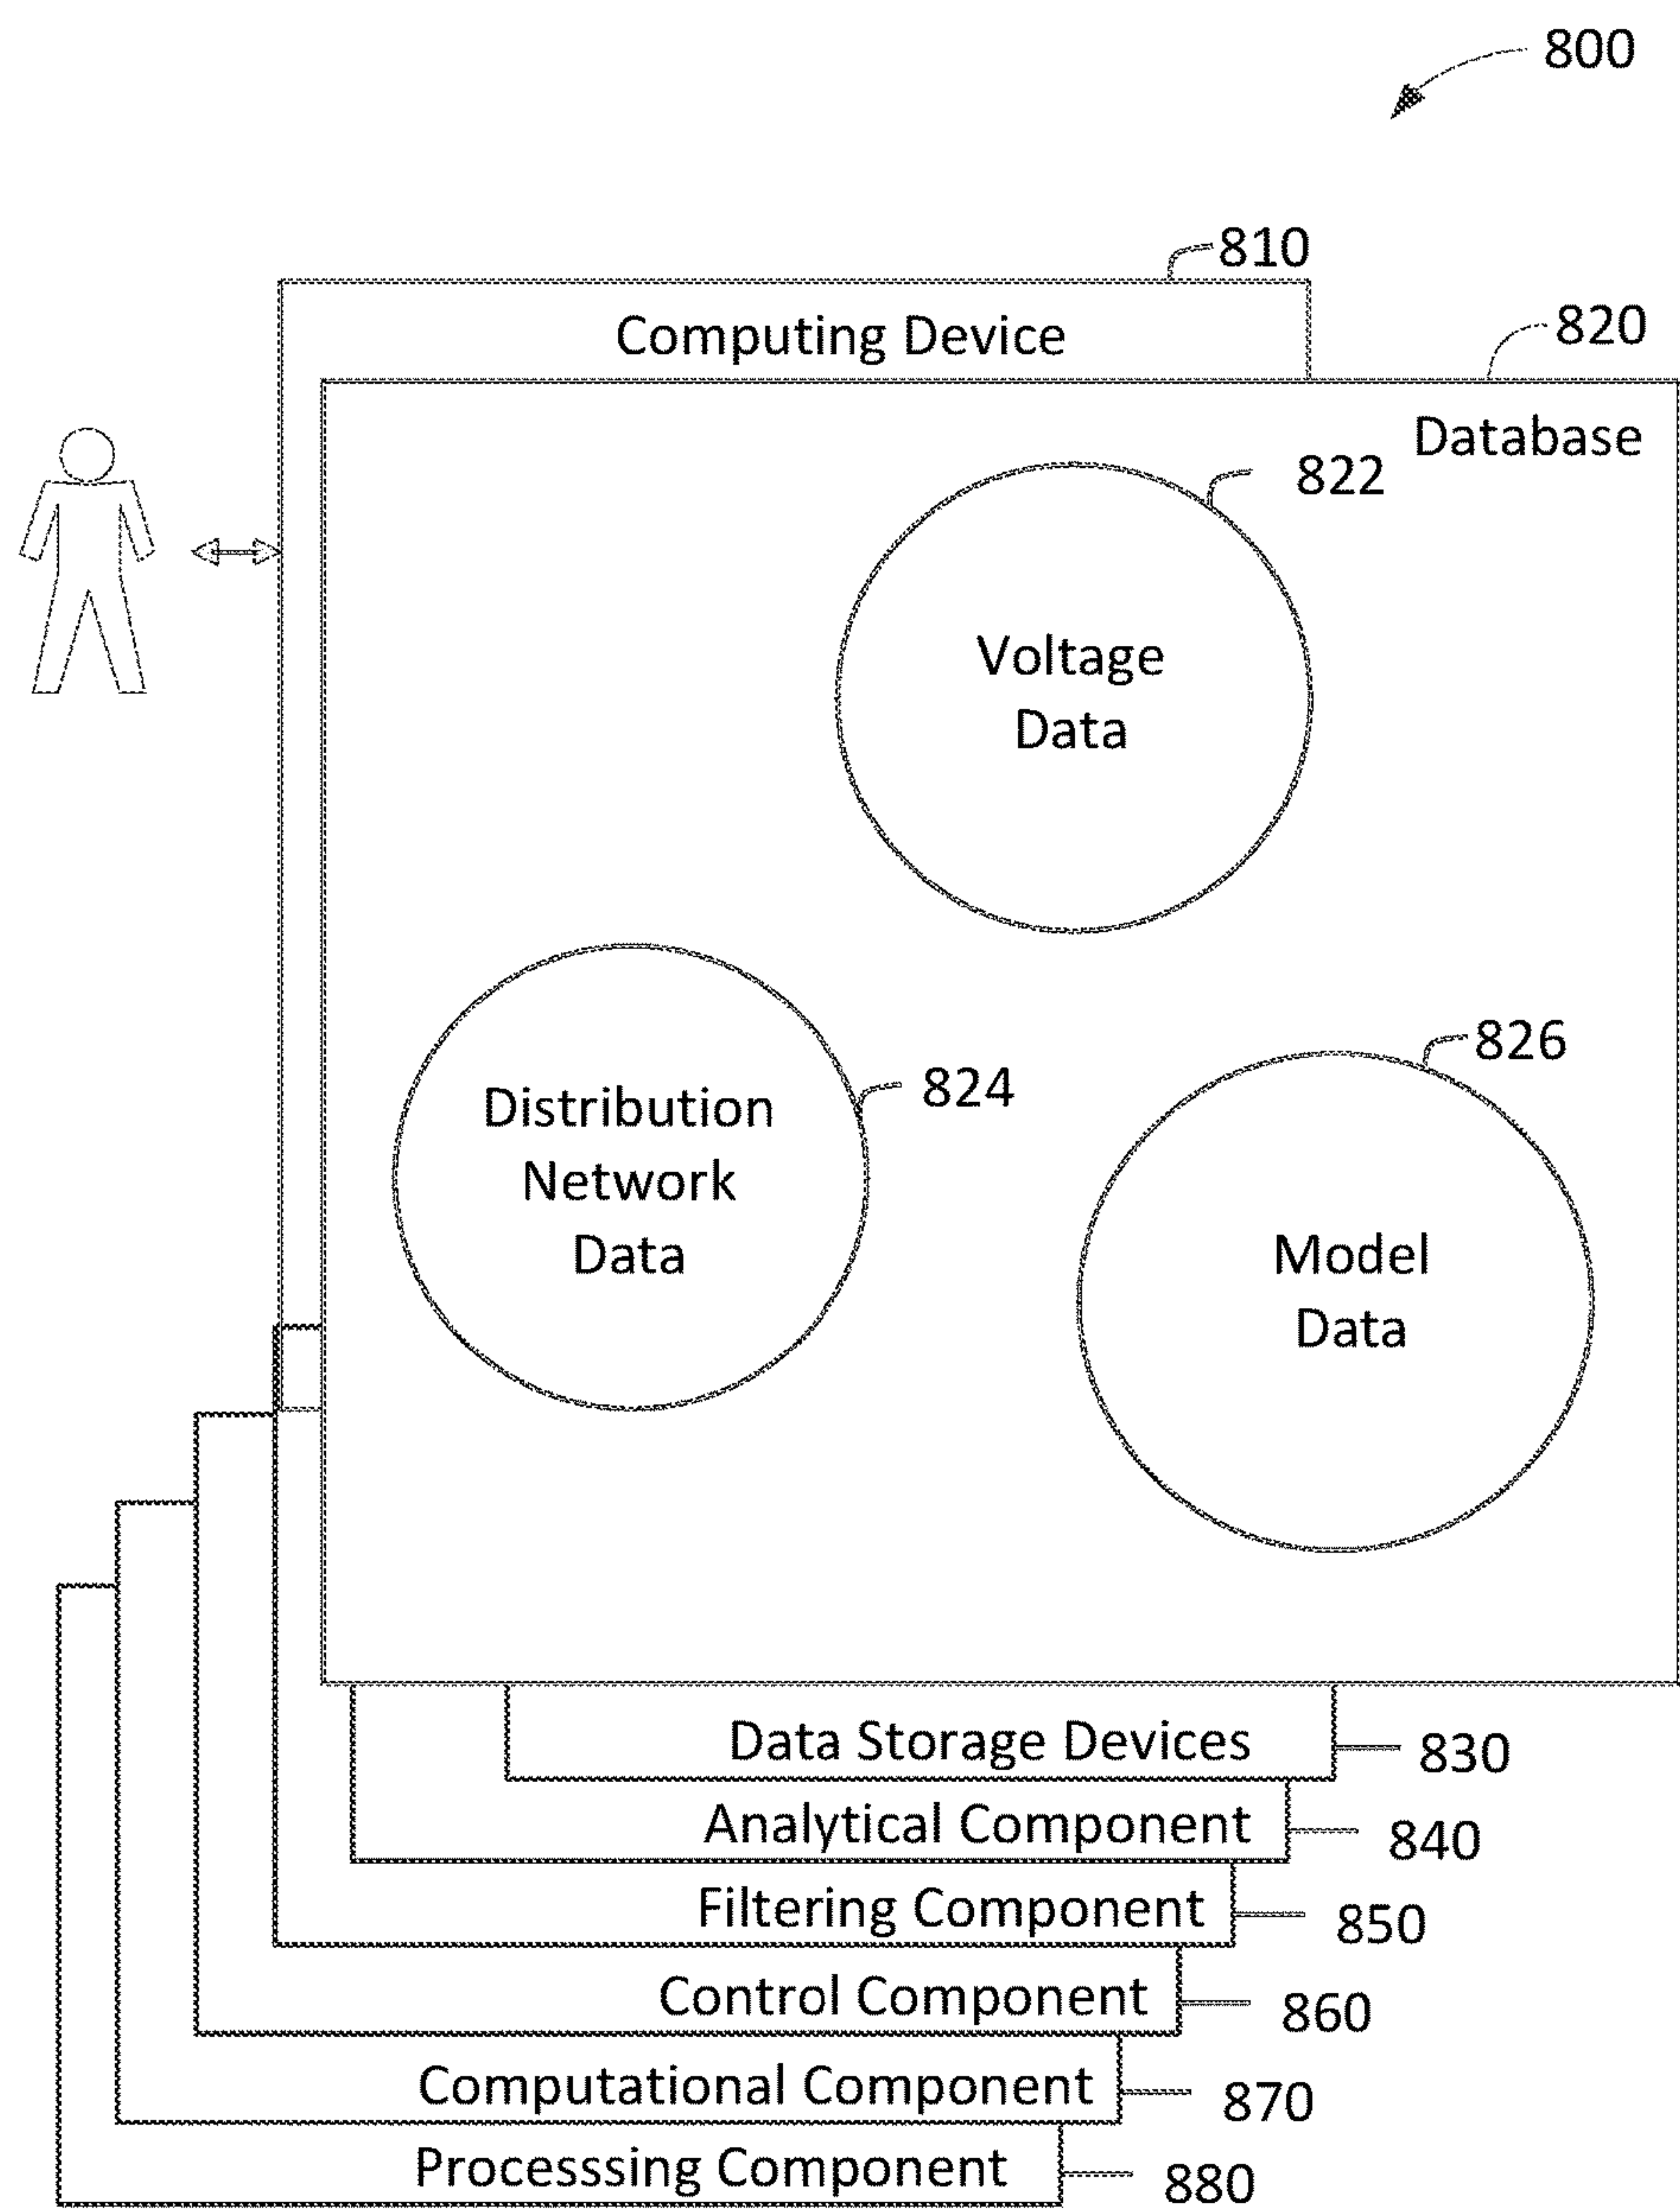 800
810
Computing Device
820
Database
822
Voltage
Data
826
824
Distribution
Network
Data
Model
Data
Data Storage Devices
830
Analytical Component
840
Filtering Component
850
Control Component
860
Computational Component
870
Processsing Component
880